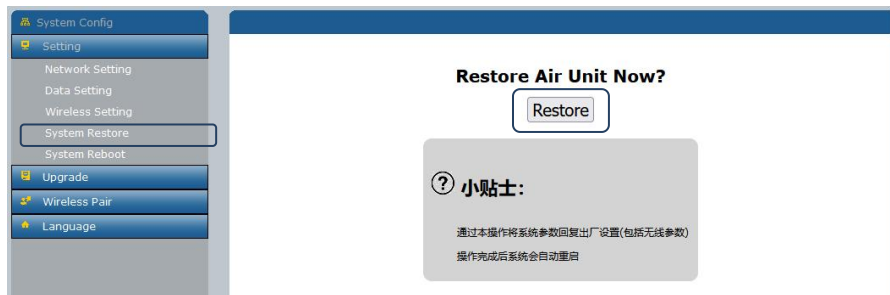 System Config
Setting
Network Setting
Data Setting
Wireless Setting
System Restore
System Reboot
Upgrade
Wireless Pair
Language
Restore Air Unit Now?
Restore
? 小贴士:
通过本操作将系统参数回复出厂设置(包括无线参数)
操作完成后系统会自动重启